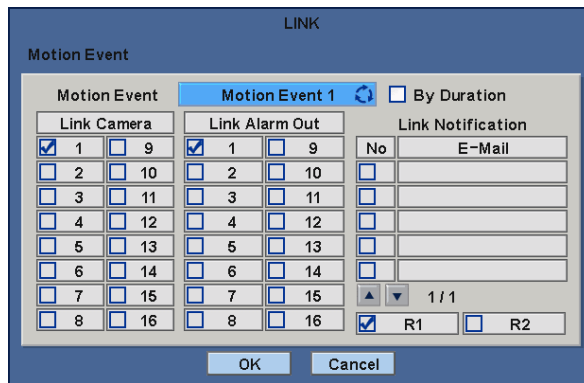 LINK
Motion Event
Motion Event Motion Event 1 By Duration
Link Camera Link Alarm Out Link Notification
1 9 1 9 No E-Mail
2 10 2 10
3 11 3 11
4 12 4 12
5 13 5 13
6 14 6 14
7 15 7 15 1 / 1
8 16 8 16 R1 R2
OK Cancel